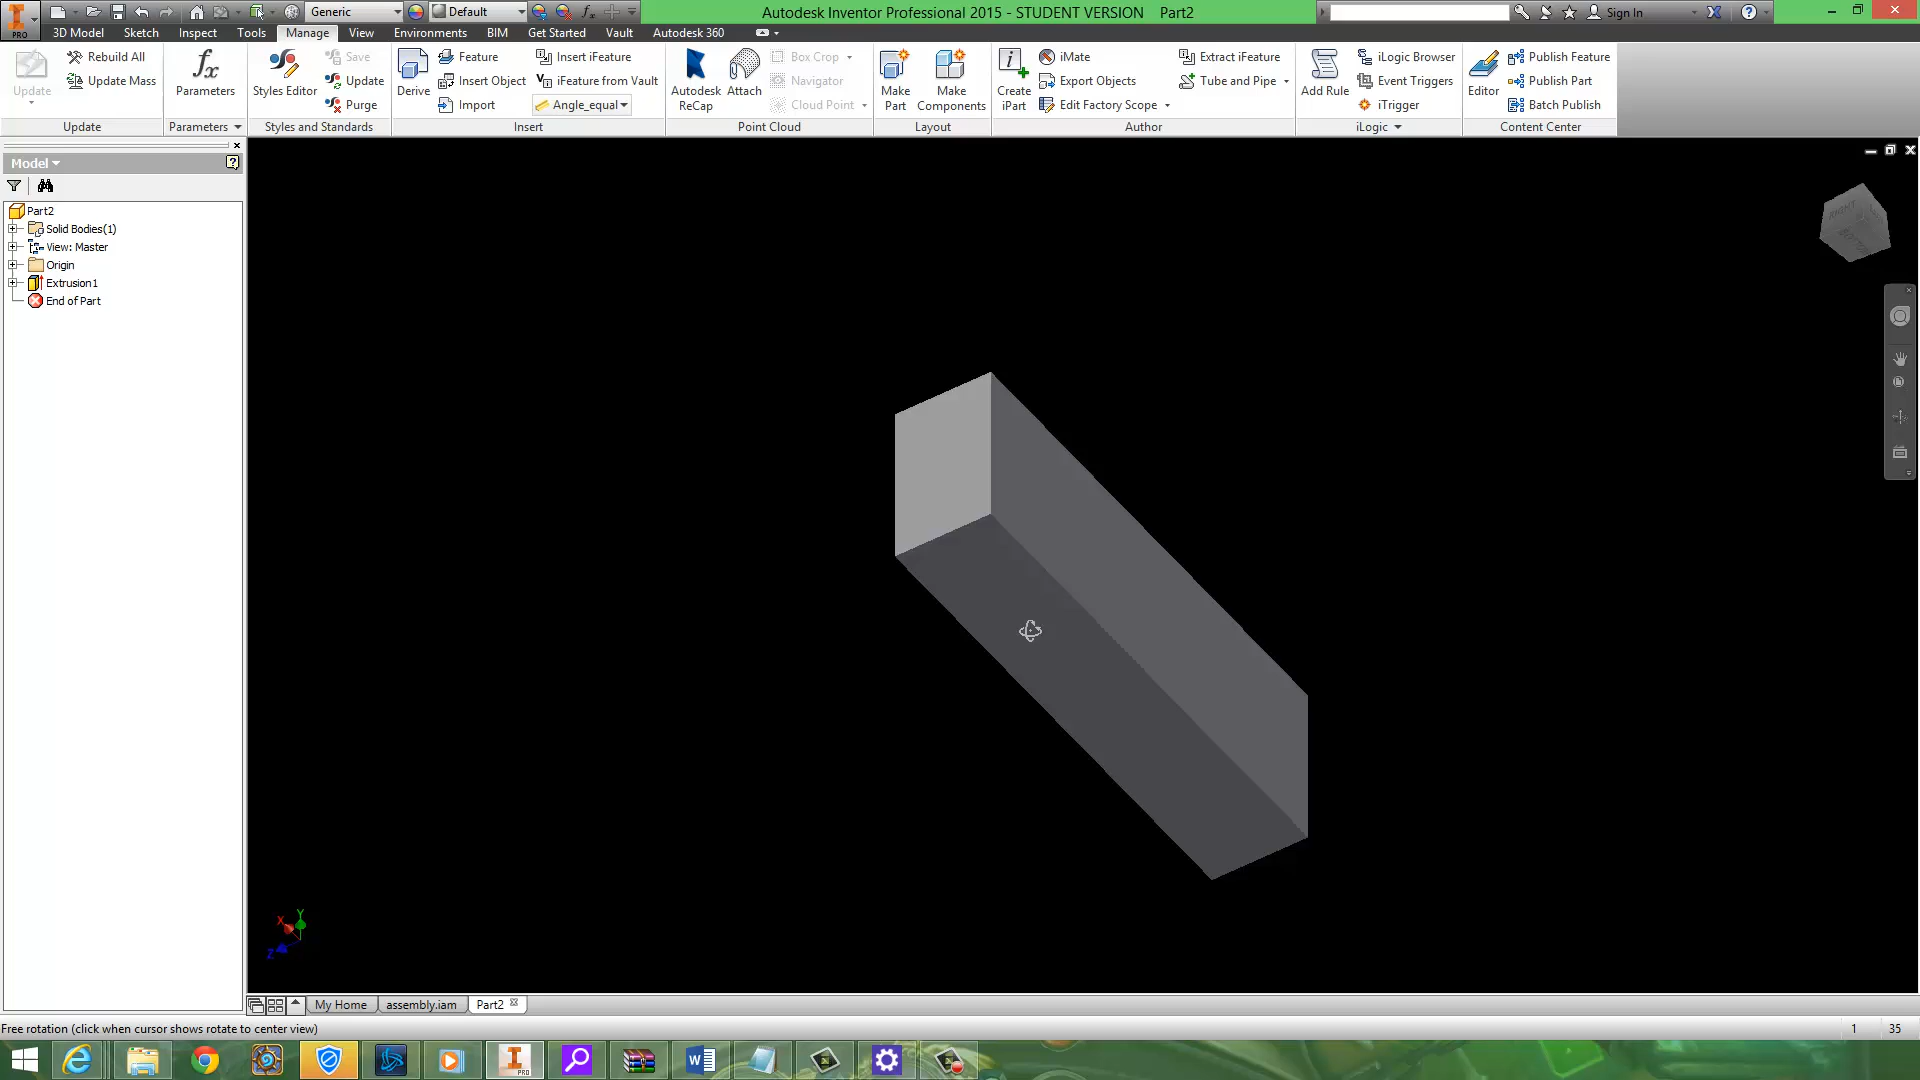 PRO
Generic
Default
Autodesk Inventor Professional 2015 - STUDENT VERSION Part2
Sign In
3D Model Sketch Inspect Tools Manage View Environments BIM Get Started Vault Autodesk 360
Update
Rebuild All
Update Mass
Update
fx
Parameters
Parameters
Styles Editor
Save
Update
Purge
Styles and Standards
Derive
Feature
Insert Object
Import
Insert iFeature
iFeature from Vault
Angle_equal
Insert
Autodesk
ReCap
Attach
Box Crop
Navigator
Cloud Point
Point Cloud
Make
Part
Make
Components
Layout
Create
iPart
iMate
Export Objects
Edit Factory Scope
Extract iFeature
Tube and Pipe
Author
Add Rule
iLogic Browser
Event Triggers
iTrigger
iLogic
Editor
Publish Feature
Publish Part
Batch Publish
Content Center
Model
Part2
Solid Bodies(1)
View: Master
Origin
Extrusion1
End of Part
X
Y
Z
My Home
assembly.iam
Part2
Free rotation (click when cursor shows rotate to center view)
1 35
PRO